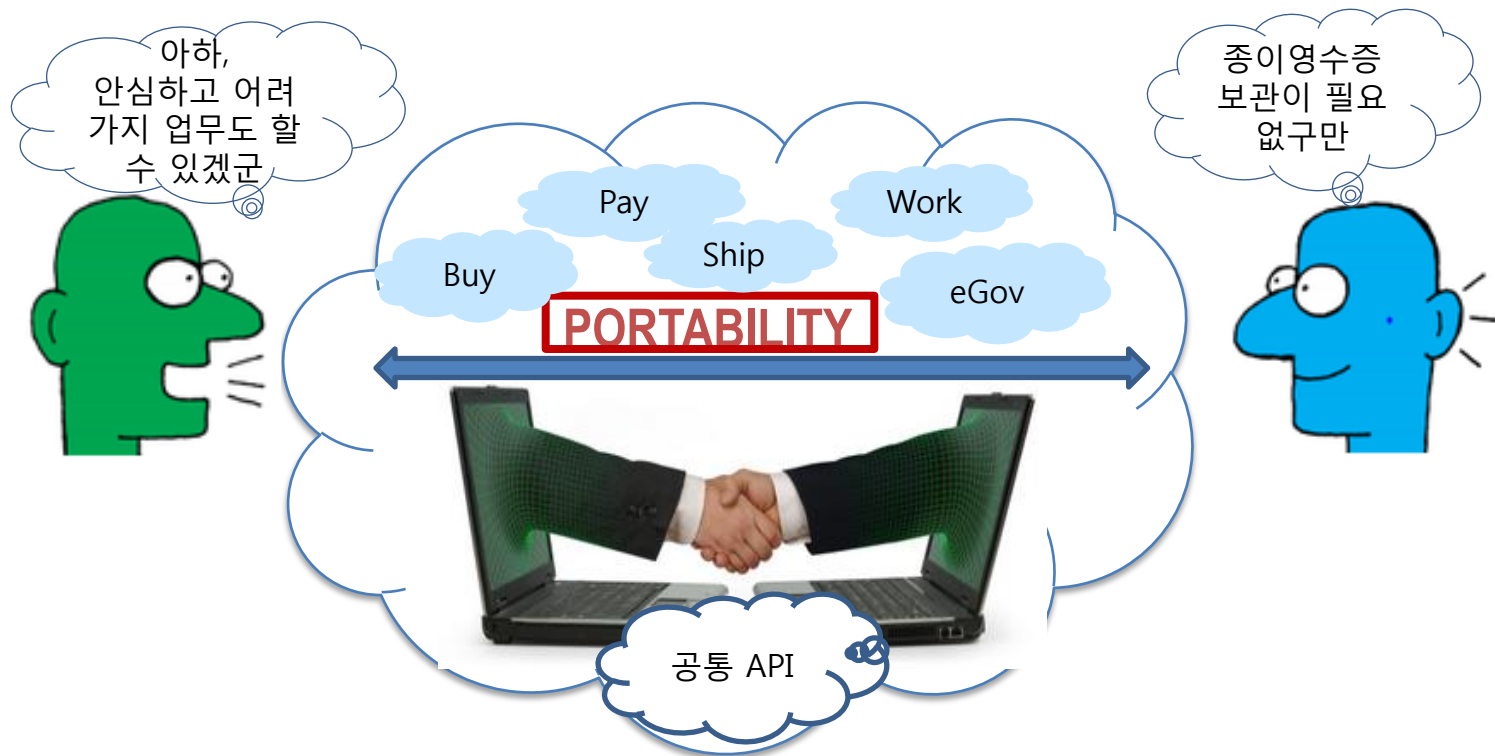 아하,
안심하고 어려
가지 업무도 할
수 있겠군
종이영수증
보관이 필요
없구만
Pay
Work
Ship
Buy
eGov
PORTABILITY
공통 API